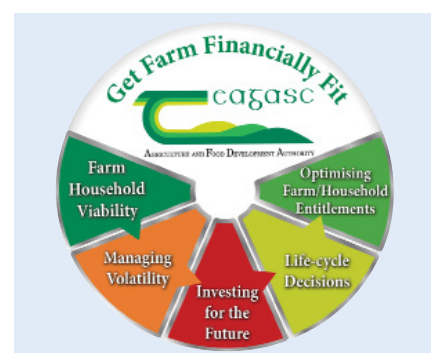 Get Farm Financially Fit
eagasc
AGRICULTURE AND FOOD DEVELOPMENT AUTHORITY
Farm
Household
Viability
Managing
Volatility
Investing
for the
Future
Life-cycle
Decisions
Optimising
Farm/Household
Entitlements